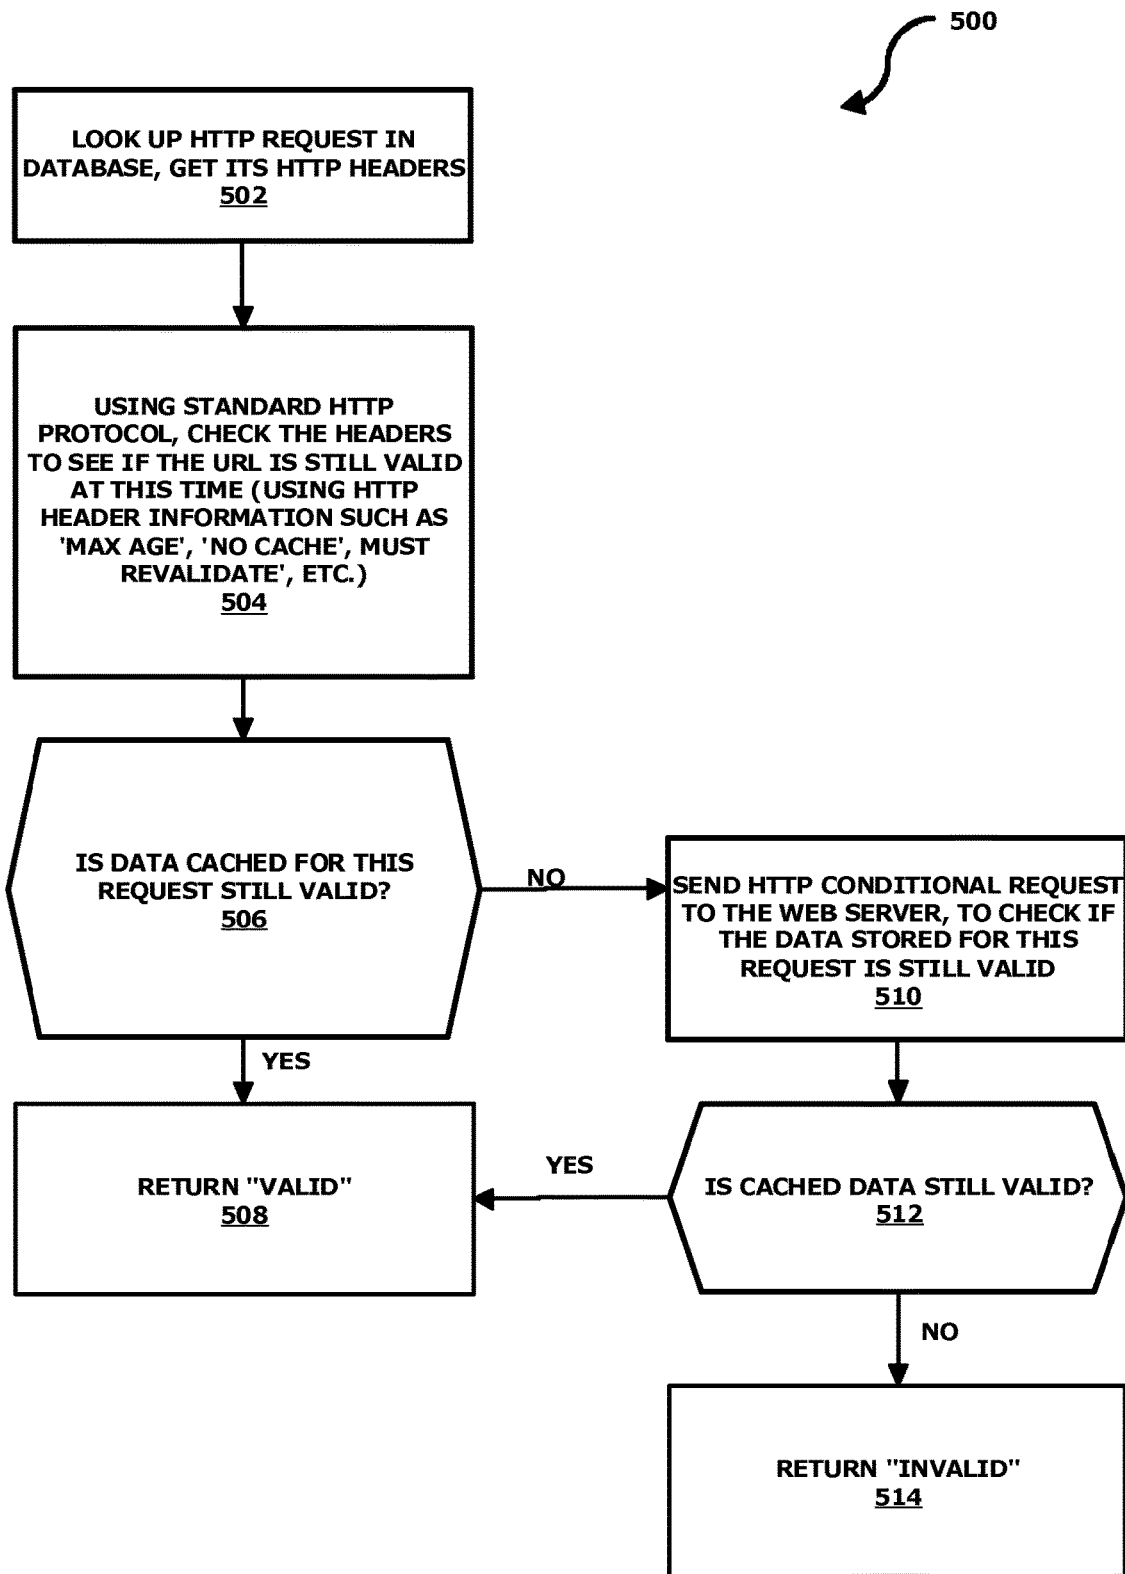 500
LOOK UP HTTP REQUEST IN
DATABASE, GET ITS HTTP HEADERS
502
USING STANDARD HTTP
PROTOCOL, CHECK THE HEADERS
TO SEE IF THE URL IS STILL VALID
AT THIS TIME (USING HTTP
HEADER INFORMATION SUCH AS
'MAX AGE', 'NO CACHE', MUST
REVALIDATE', ETC.)
504
IS DATA CACHED FOR THIS
REQUEST STILL VALID?
506
NO
SEND HTTP CONDITIONAL REQUEST
TO THE WEB SERVER, TO CHECK IF
THE DATA STORED FOR THIS
REQUEST IS STILL VALID
510
YES
RETURN "VALID"
508
YES
IS CACHED DATA STILL VALID?
512
NO
RETURN "INVALID"
514